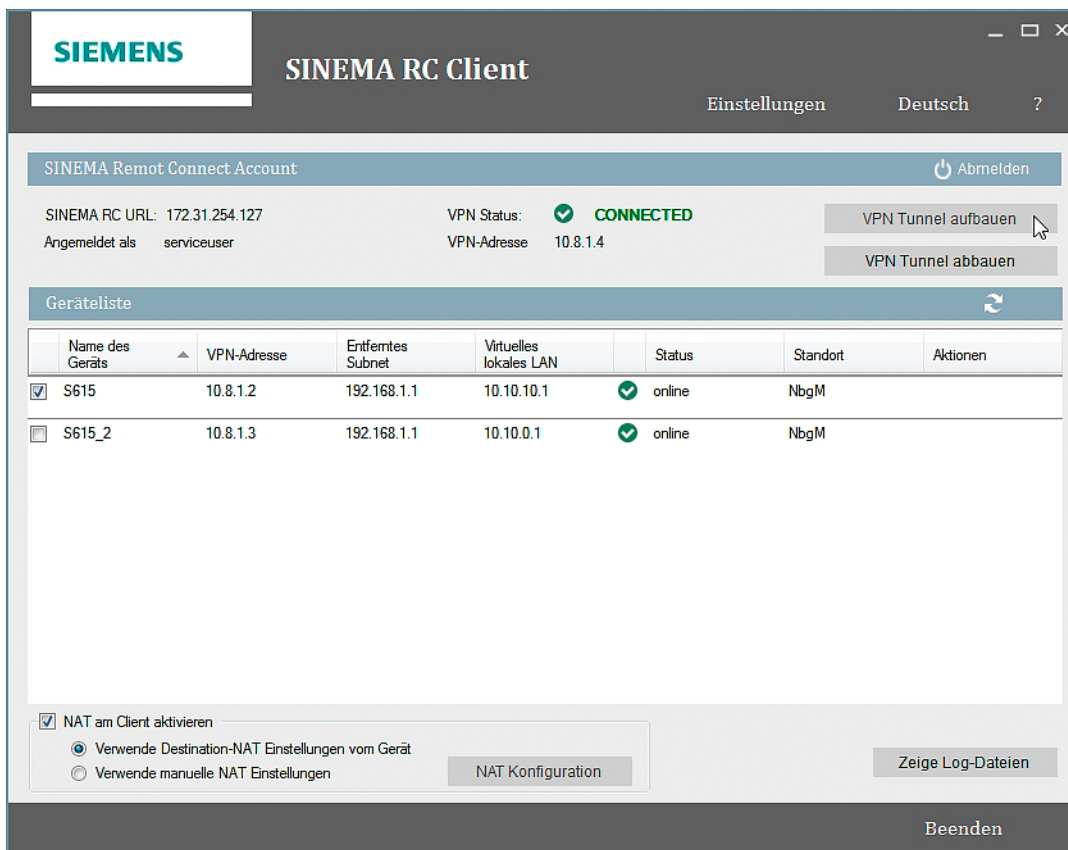 SIEMENS
SINEMA RC Client
Einstellungen Deutsch ?
SINEMA Remot Connect Account Abmelden
SINEMA RC URL: 172.31.254.127 VPN Status: CONNECTED VPN Tunnel aufbauen
Angemeldet als serviceuser VPN-Adresse 10.8.1.4
VPN Tunnel abbauen
Geräteliste
Name des Geräts VPN-Adresse Entferntes Subnet Virtuelles lokales LAN Status Standort Aktionen
S615 10.8.1.2 192.168.1.1 10.10.10.1 online NbgM
S615_2 10.8.1.3 192.168.1.1 10.10.0.1 online NbgM
NAT am Client aktivieren
Verwende Destination-NAT Einstellungen vom Gerät
Verwende manuelle NAT Einstellungen
NAT Konfiguration
Zeige Log-Dateien
Beenden